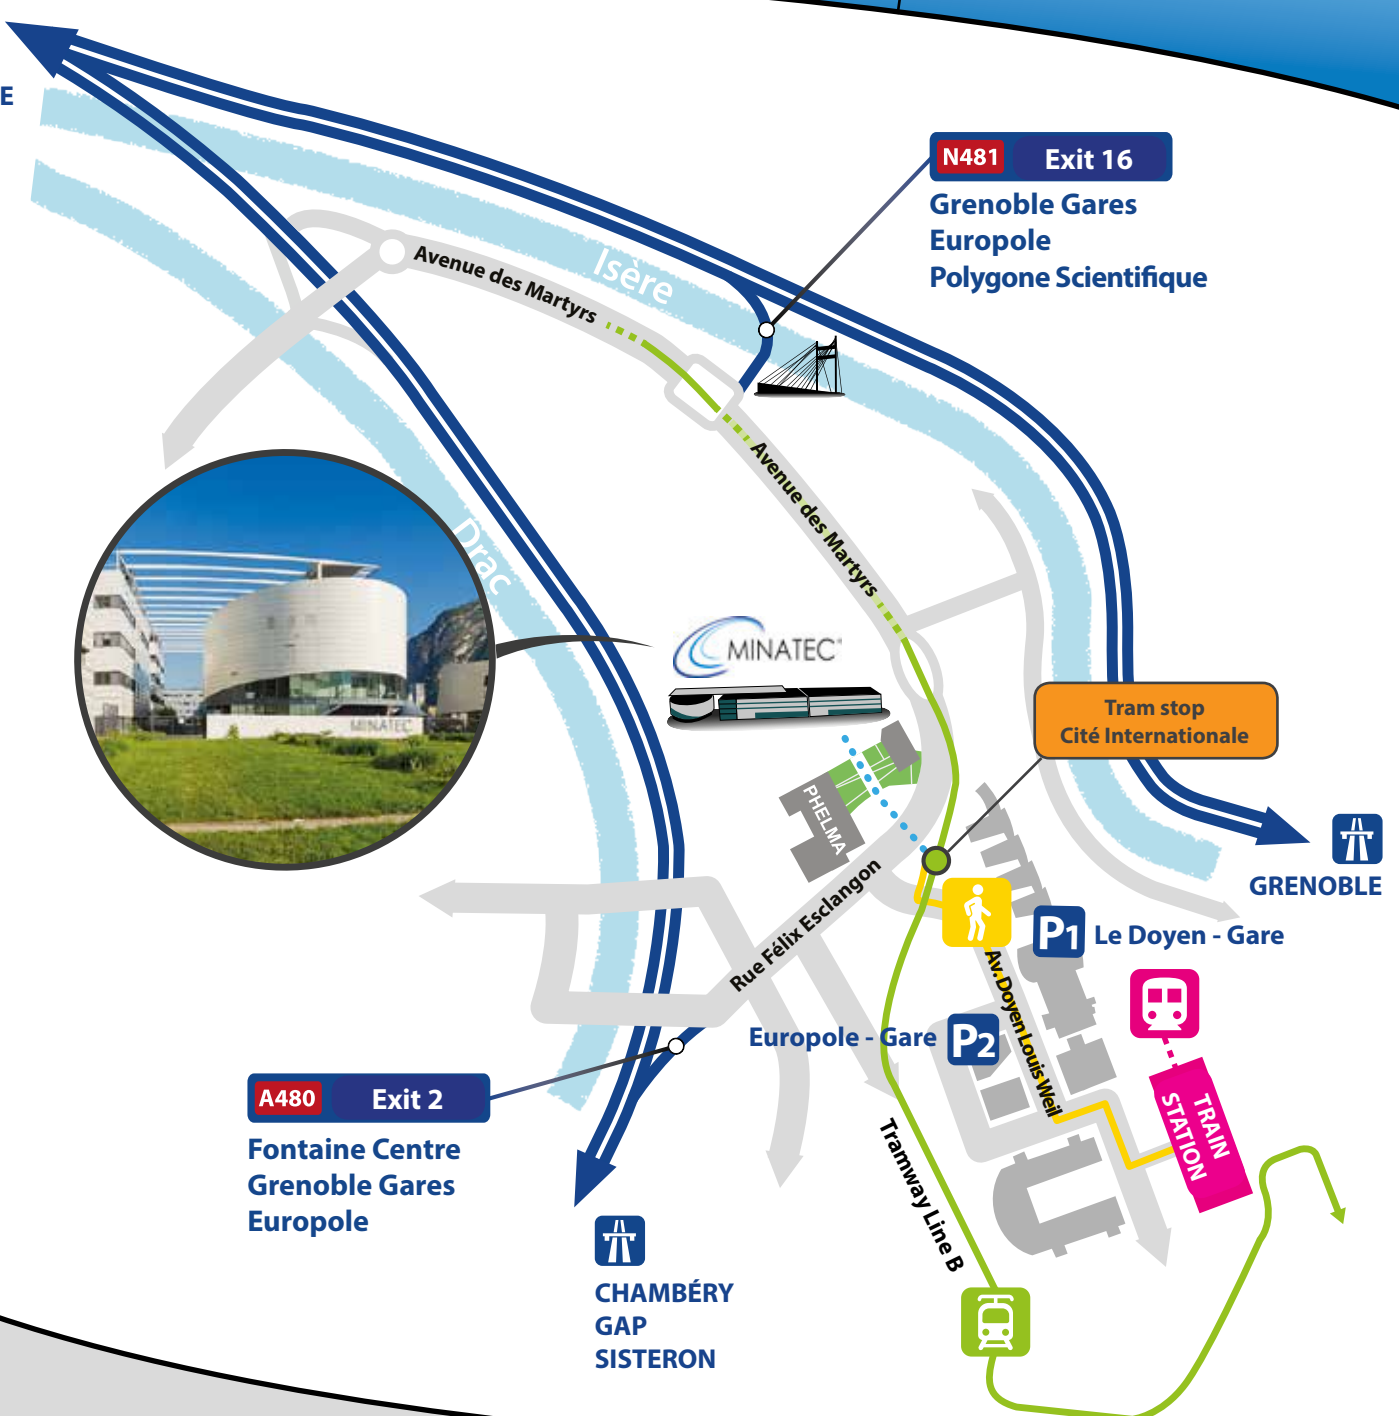 E
N481 Exit 16
Grenoble Gares
Europole
Polygone Scientifique
Isère
Avenue des Martyrs
Avenue des Martyrs
Drac
MINATEC®
MINATEC
Tram stop
Cité Internationale
PHELMA
GRENOBLE
Rue Félix Esclangon
P1 Le Doyen - Gare
Av. Doyen Louis Weil
Europole - Gare P2
A480 Exit 2
Fontaine Centre
Grenoble Gares
Europole
TRAIN
STATION
Tramway Line B
CHAMBÉRY
GAP
SISTERON